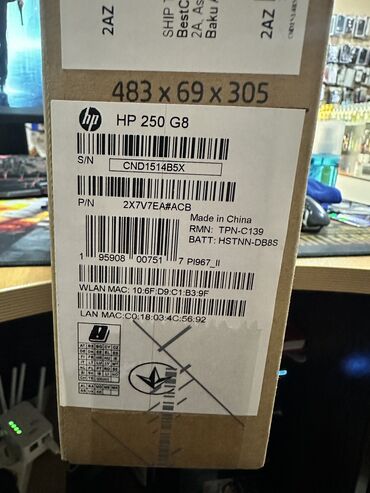 2AZ
SHIP T
BestC
2A, As
Baku A
2AZ
483 x 69 x 305
hp
HP 250 G8
S/N
CND1514B5X
P/N
2X7V7EA#ACB
Made in China
RMN: TPN-C139
BATT: HSTNN-DB8S
1 95908 00751 7
PI967_II
WLAN MAC: 10:6F:D9:C1:B3:9F
LAN MAC:C0:18:03:4C:56:92